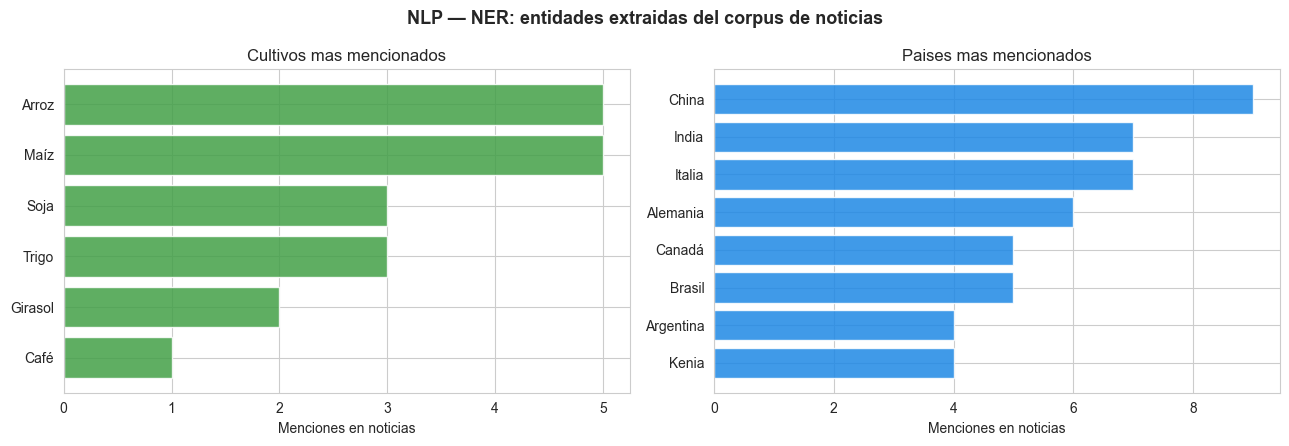 NLP — NER: entidades extraidas del corpus de noticias
Cultivos mas mencionados
Arroz
Maíz
Soja
Trigo
Girasol
Café
0 1 2 3 4 5
Menciones en noticias
Paises mas mencionados
China
India
Italia
Alemania
Canadá
Brasil
Argentina
Kenia
0 2 4 6 8
Menciones en noticias